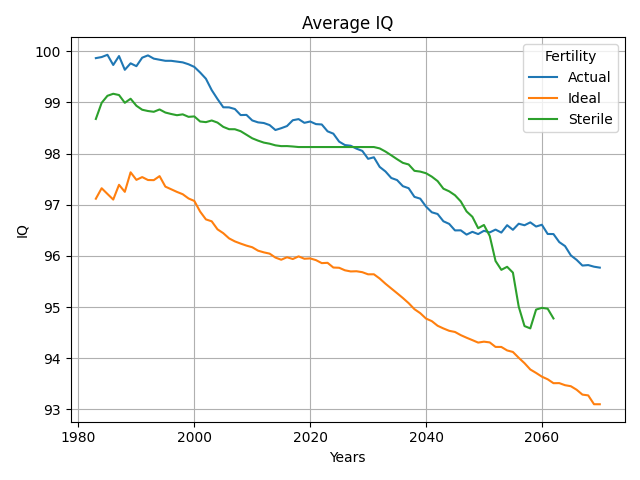 Average IQ
Fertility
Actual
Ideal
Sterile
IQ
100
99
98
97
96
95
94
93
1980
2000
2020
2040
2060
Years